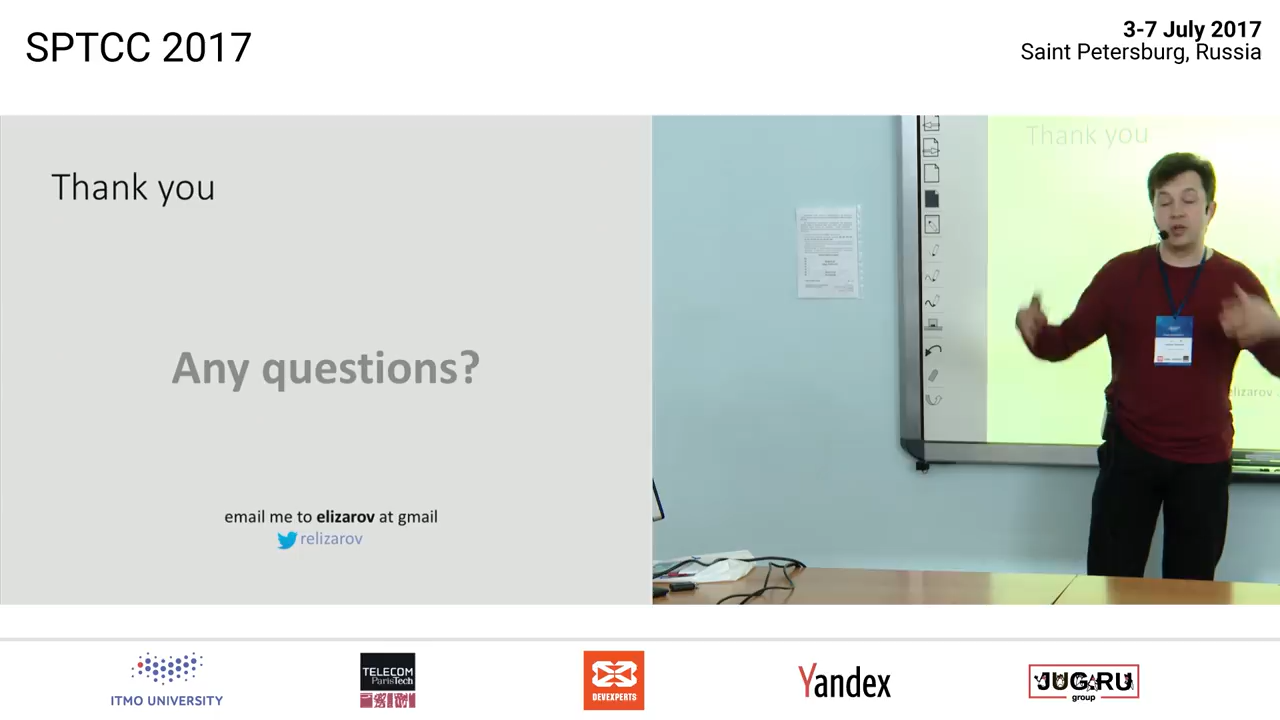 SPTCC 2017
3-7 July 2017
Saint Petersburg, Russia
Thank you
Any questions?
email me to elizarov at gmail
relizarov
Thank you
elizarov
ITMO UNIVERSITY
TELECOM
ParisTech
DEVEXPERTS
Yandex
JUG.RU
group